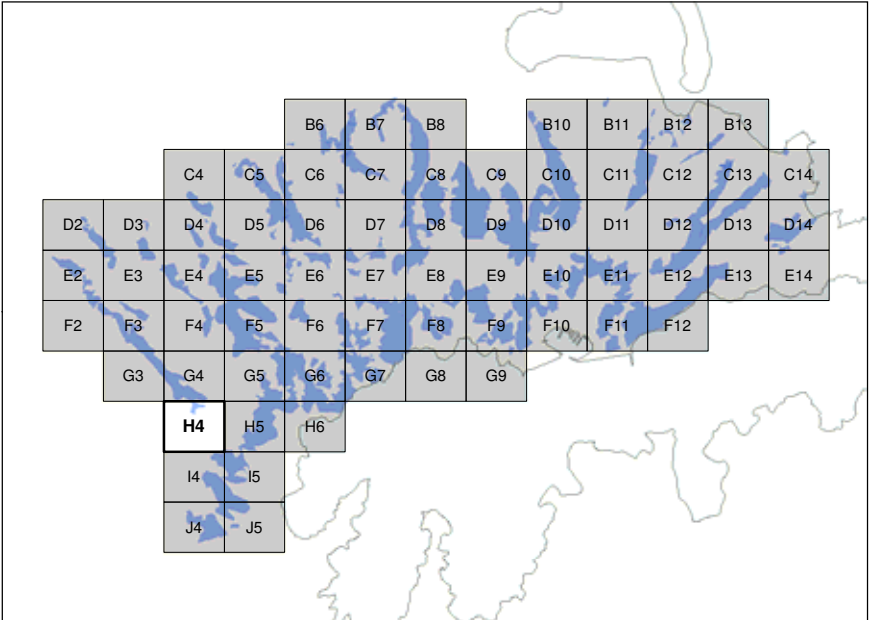 B6 B7 B8 B10 B11 B12 B13
C4 C5 C6 C7 C8 C9 C10 C11 C12 C13 C14
D2 D3 D4 D5 D6 D7 D8 D9 D10 D11 D12 D13 D14
E2 E3 E4 E5 E6 E7 E8 E9 E10 E11 E12 E13 E14
F2 F3 F4 F5 F6 F7 F8 F9 F10 F11 F12
G3 G4 G5 G6 G7 G8 G9
H4 H5 H6
I4 I5
J4 J5